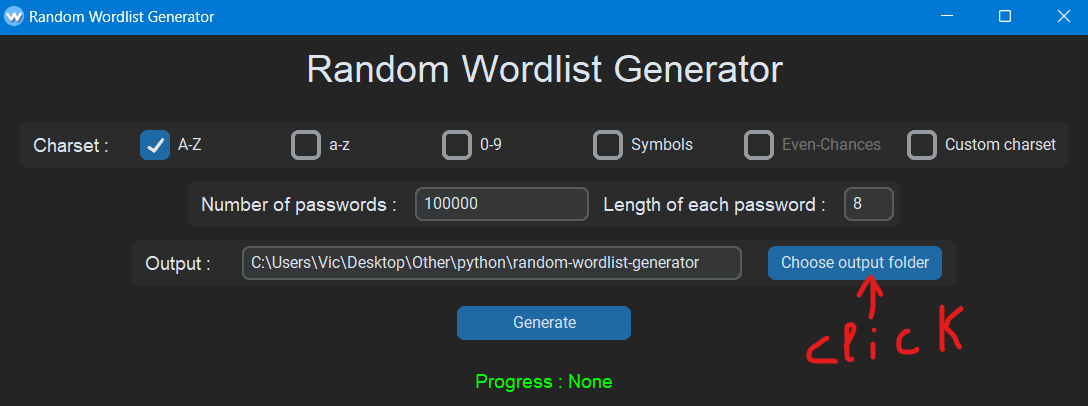 Random Wordlist Generator
Random Wordlist Generator
Charset : A-Z a-z 0-9 Symbols Even-Chances Custom charset
Number of passwords : 100000 Length of each password : 8
Output : C:\Users\Vic\Desktop\Other\python\random-wordlist-generator Choose output folder
Generate
click
Progress : None